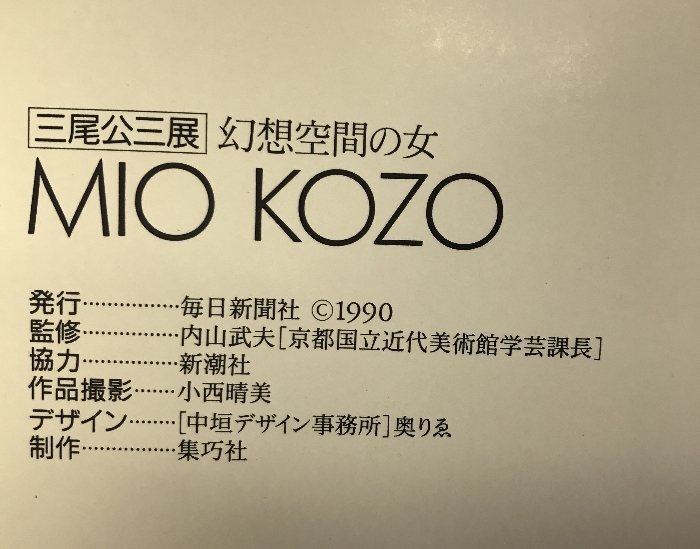 三尾公三展 幻想空間の女
MIO KOZO
発行················毎日新聞社 ©1990
監修················内山武夫[京都国立近代美術館学芸課長]
協力················新潮社
作品撮影·······小西晴美
デザイン········[中垣デザイン事務所]奥りゑ
制作················集巧社